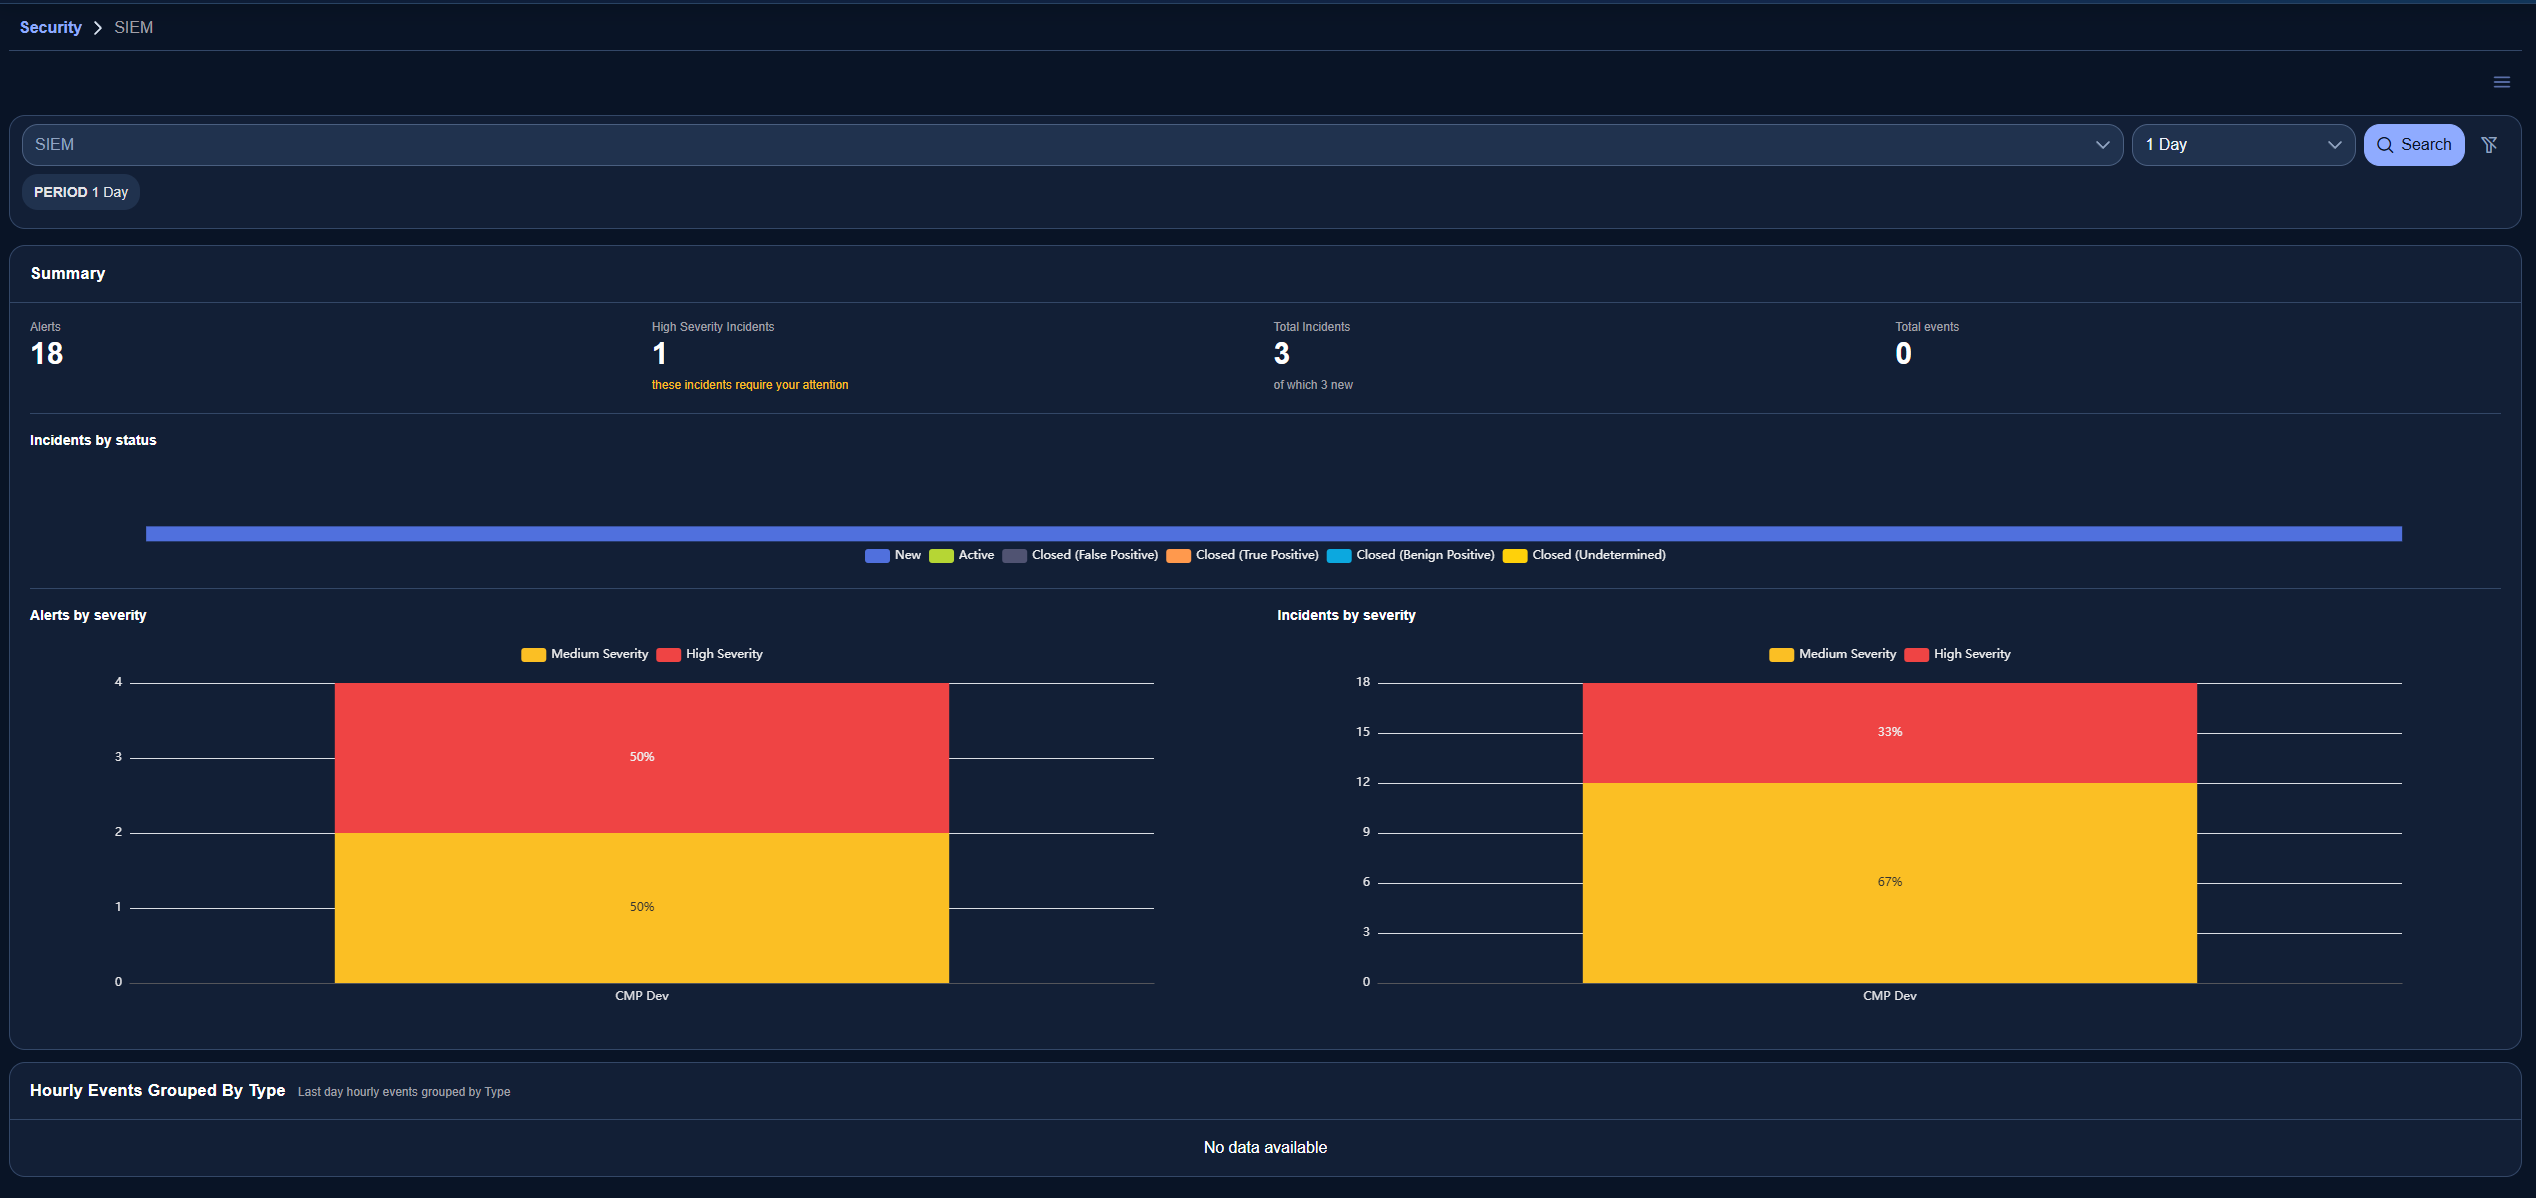 Security > SIEM
SIEM
1 Day
Search
PERIOD 1 Day
Summary
Alerts
18
High Severity Incidents
1
these incidents require your attention
Total Incidents
3
of which 3 new
Total events
0
Incidents by status
New Active Closed (False Positive) Closed (True Positive) Closed (Benign Positive) Closed (Undetermined)
Alerts by severity
Medium Severity High Severity
4
3
2
1
0
50%
50%
CMP Dev
Incidents by severity
Medium Severity High Severity
18
15
12
9
6
3
0
33%
67%
CMP Dev
Hourly Events Grouped By Type Last day hourly events grouped by Type
No data available